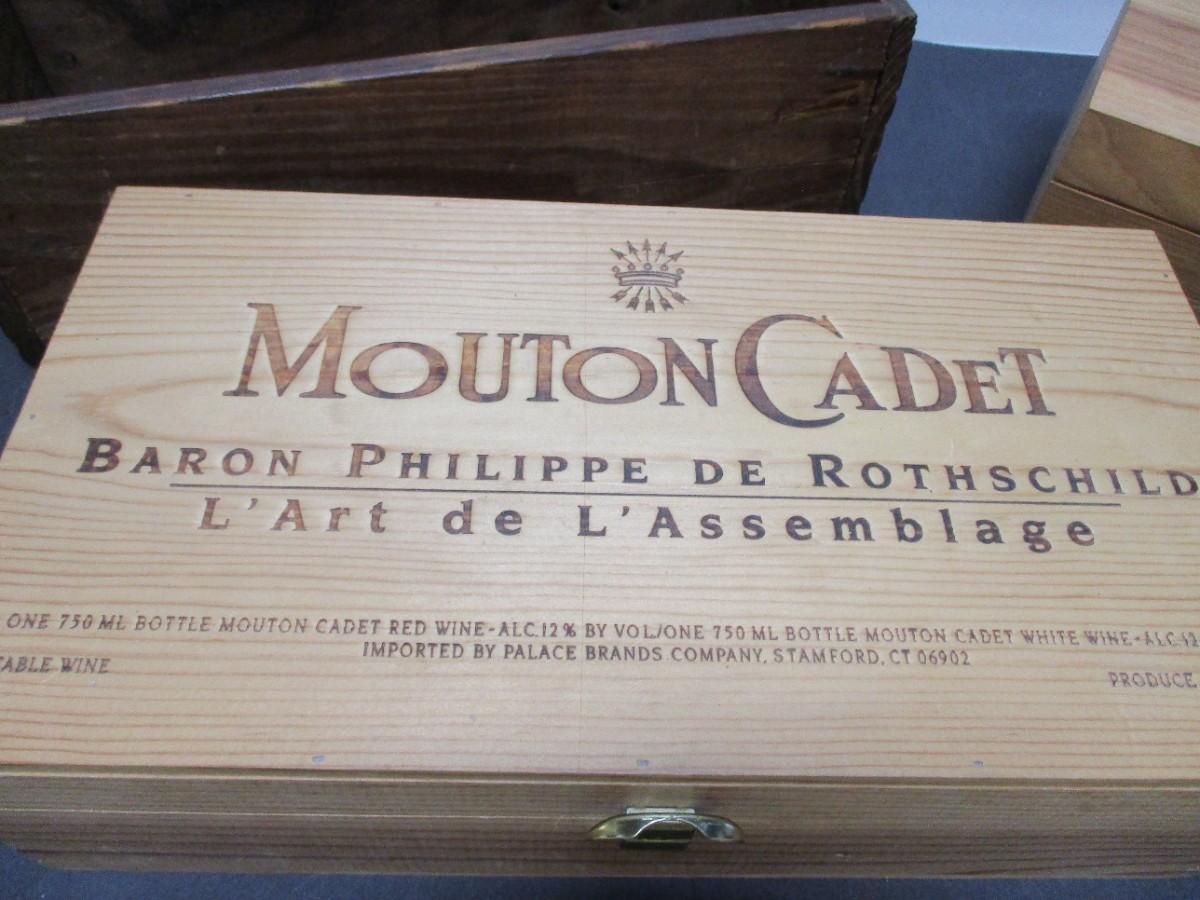 MOUTON CADET
BARON PHILIPPE DE ROTHSCHILD
L'Art de L'Assemblage
ONE 750 ML BOTTLE MOUTON CADET RED WINE-ALC.12% BY VOL./ONE 750 ML BOTTLE MOUTON CADET WHITE WINE-ALC.12
IMPORTED BY PALACE BRANDS COMPANY, STAMFORD, CT 06902
TABLE WINE PRODUCE